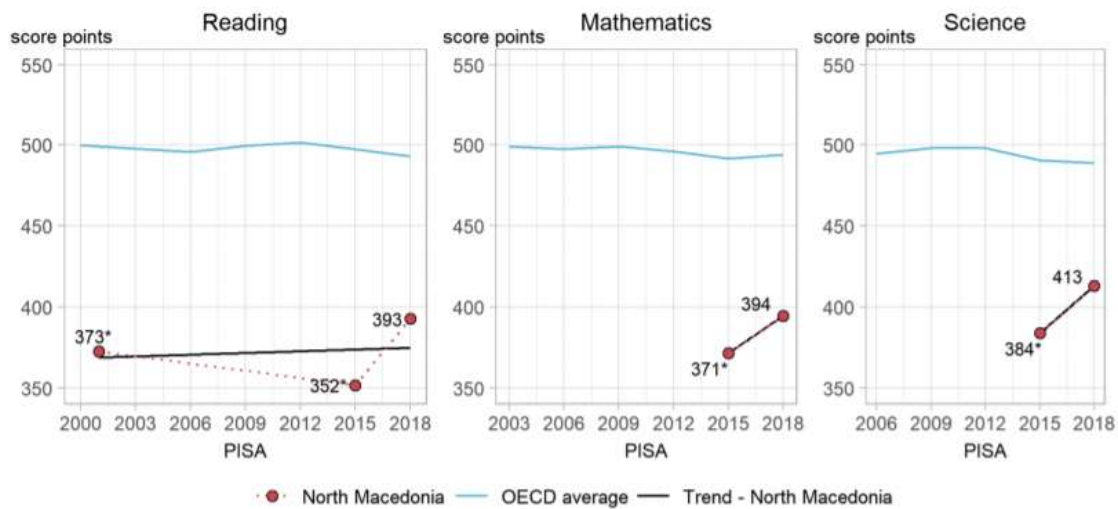 Reading
score points
550
500
450
400
350
373*
352*
393
2000 2003 2006 2009 2012 2015 2018
PISA
Mathematics
score points
550
500
450
400
350
371*
394
2003 2006 2009 2012 2015 2018
PISA
Science
score points
550
500
450
400
350
384*
413
2006 2009 2012 2015 2018
PISA
North Macedonia OECD average Trend - North Macedonia